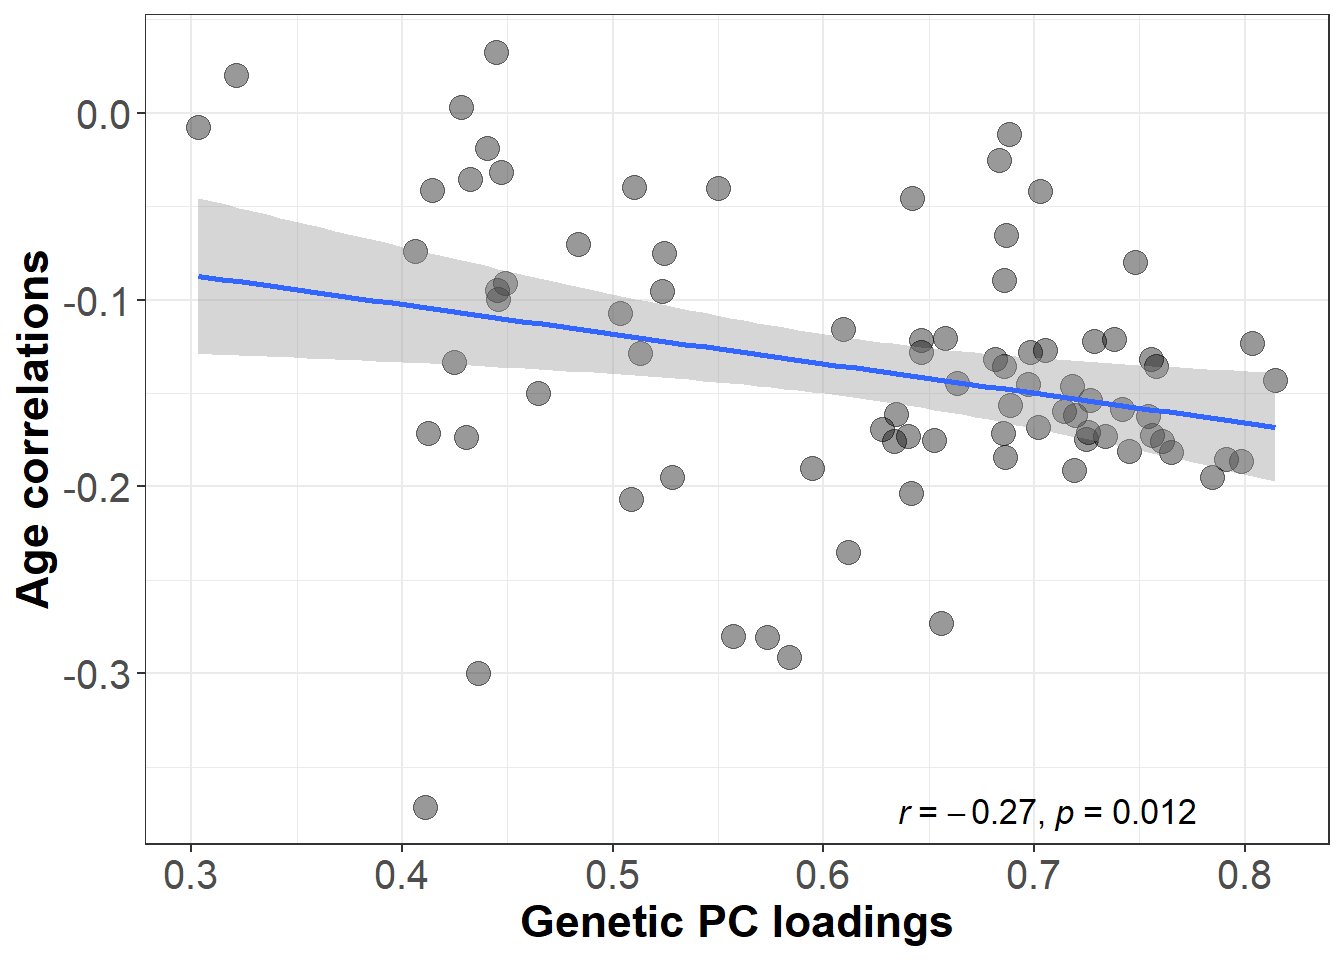 Age correlations
0.0
-0.1
-0.2
-0.3
r = −0.27, p = 0.012
0.3 0.4 0.5 0.6 0.7 0.8
Genetic PC loadings